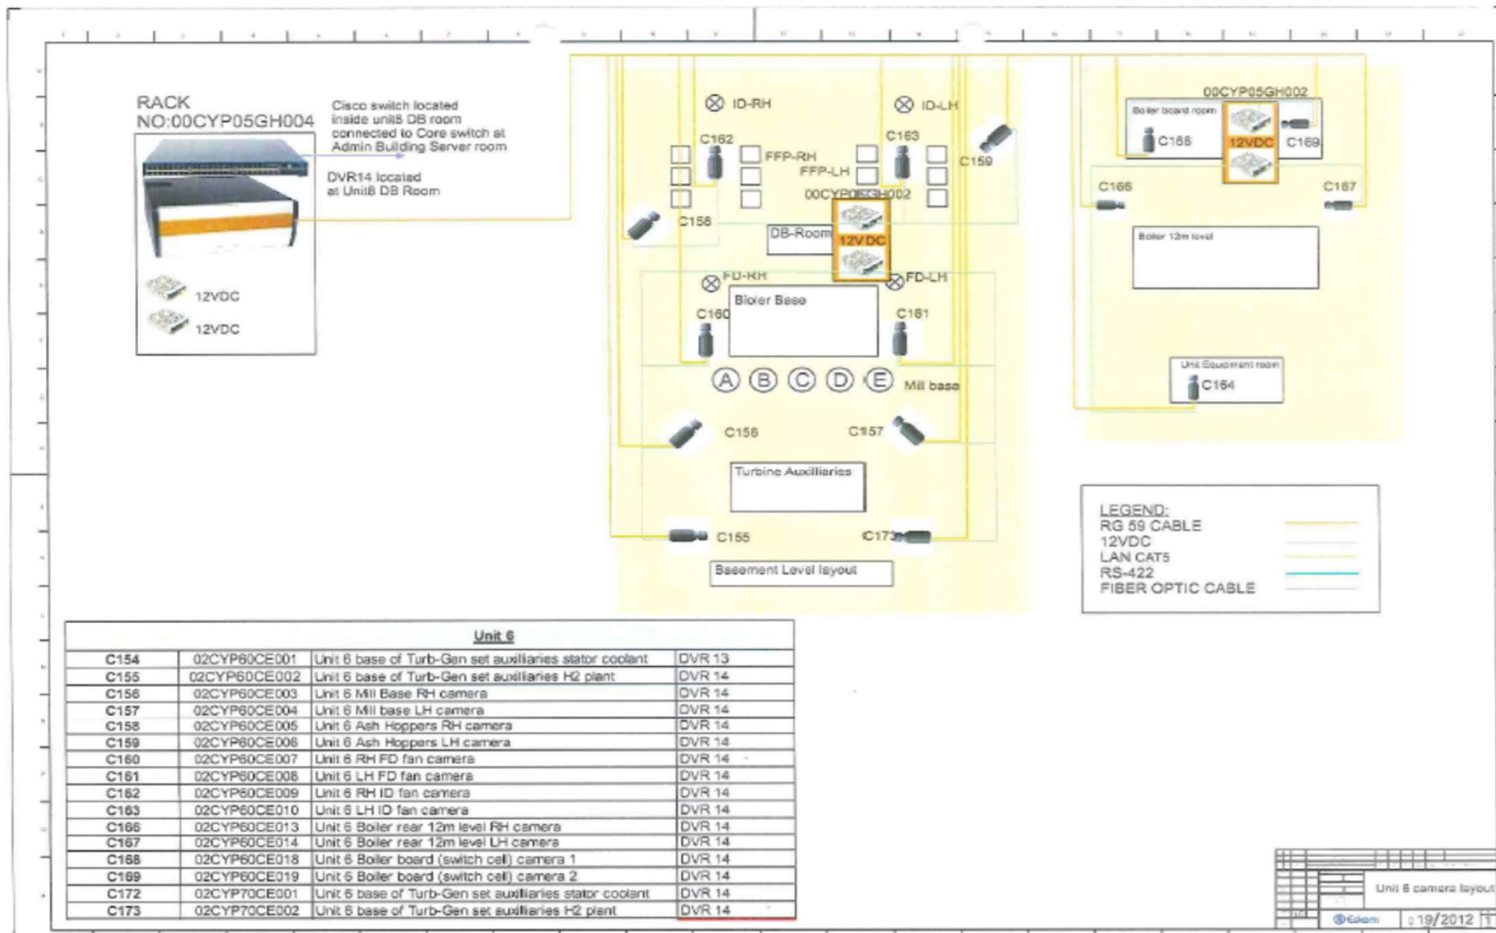 RACK
NO:00CYP05GH004
Cisco switch located
inside unit6 DB room
connected to Core switch at
Admin Building Server room
DVR14 located
at Unit6 DB Room
12VDC
12VDC
ID-RH
ID-LH
C162
C163
C159
FFP-RH
FFP-LH
00CYP05GH002
C158
DB-Room
12VDC
FD-RH
FD-LH
Bioler Base
C160
C161
A B C D E Mill base
C156
C157
Turbine Auxilliaries
C155
C173
Basement Level layout
00CYP05GH002
Boiler board room
C168
12VDC
C169
C166
C167
Boiler 12m level
Unit Equipment room
C164
LEGEND:
RG 59 CABLE
12VDC
LAN CAT5
RS-422
FIBER OPTIC CABLE
Unit 6
C154 02CYP60CE001 Unit 6 base of Turb-Gen set auxilliaries stator coolant DVR 13
C155 02CYP60CE002 Unit 6 base of Turb-Gen set auxilliaries H2 plant DVR 14
C156 02CYP60CE003 Unit 6 Mill Base RH camera DVR 14
C157 02CYP60CE004 Unit 6 Mill base LH camera DVR 14
C158 02CYP60CE005 Unit 6 Ash Hoppers RH camera DVR 14
C159 02CYP60CE006 Unit 6 Ash Hoppers LH camera DVR 14
C160 02CYP60CE007 Unit 6 RH FD fan camera DVR 14
C161 02CYP60CE008 Unit 6 LH FD fan camera DVR 14
C162 02CYP60CE009 Unit 6 RH ID fan camera DVR 14
C163 02CYP60CE010 Unit 6 LH ID fan camera DVR 14
C166 02CYP60CE013 Unit 6 Boiler rear 12m level RH camera DVR 14
C167 02CYP60CE014 Unit 6 Boiler rear 12m level LH camera DVR 14
C168 02CYP60CE018 Unit 6 Boiler board (switch cell) camera 1 DVR 14
C169 02CYP60CE019 Unit 6 Boiler board (switch cell) camera 2 DVR 14
C172 02CYP70CE001 Unit 6 base of Turb-Gen set auxilliaries stator coolant DVR 14
C173 02CYP70CE002 Unit 6 base of Turb-Gen set auxilliaries H2 plant DVR 14
Unit 6 camera layout
Eskom
19/2012